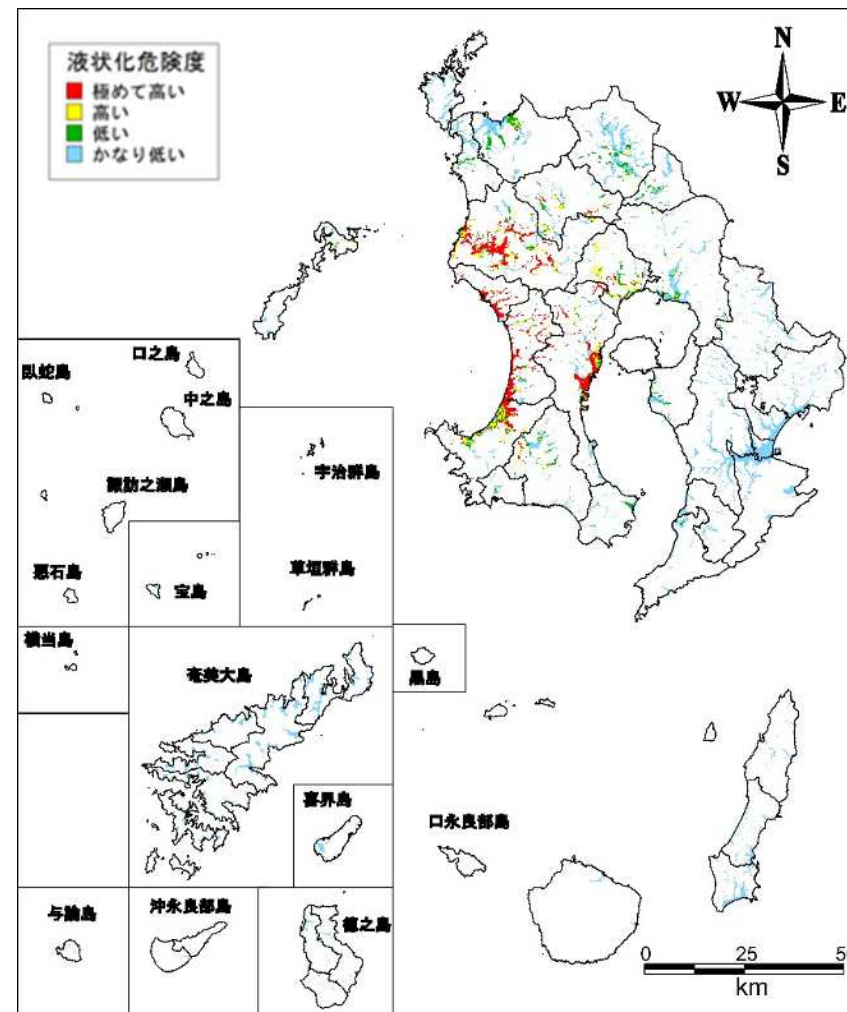 液状化危険度
極めて高い
高い
低い
かなり低い
N
W
E
S
口之島
臥蛇島
中之島
諏訪之瀬島
悪石島
宝島
宇治群島
草垣群島
横当島
奄美大島
黒島
喜界島
口永良部島
与論島
沖永良部島
徳之島
0
25
50
km